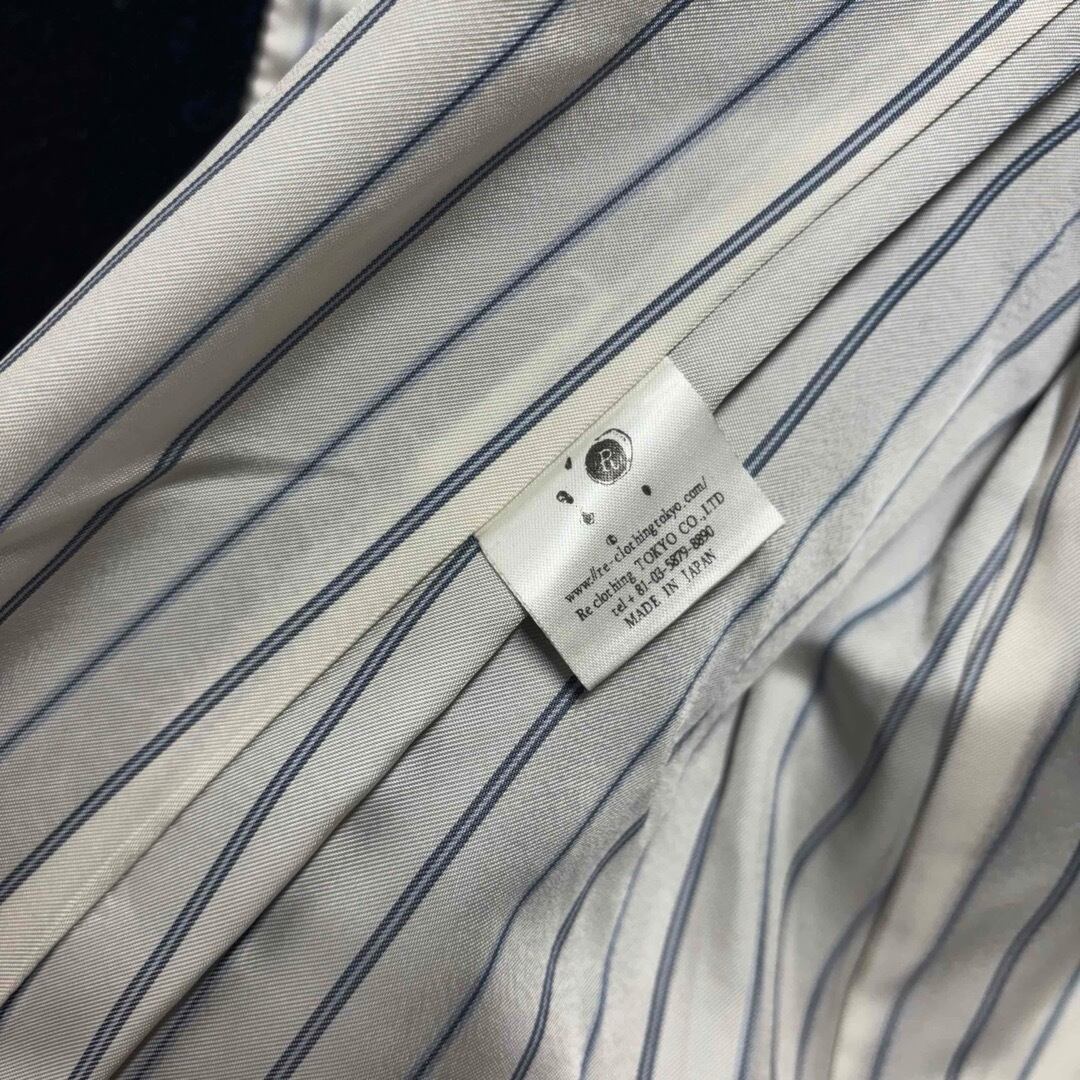 R
www.//re-clothingtokyo.com/
Re clothing TOKYO CO.,LTD
tel + 81-03-5879-8890
MADE IN JAPAN